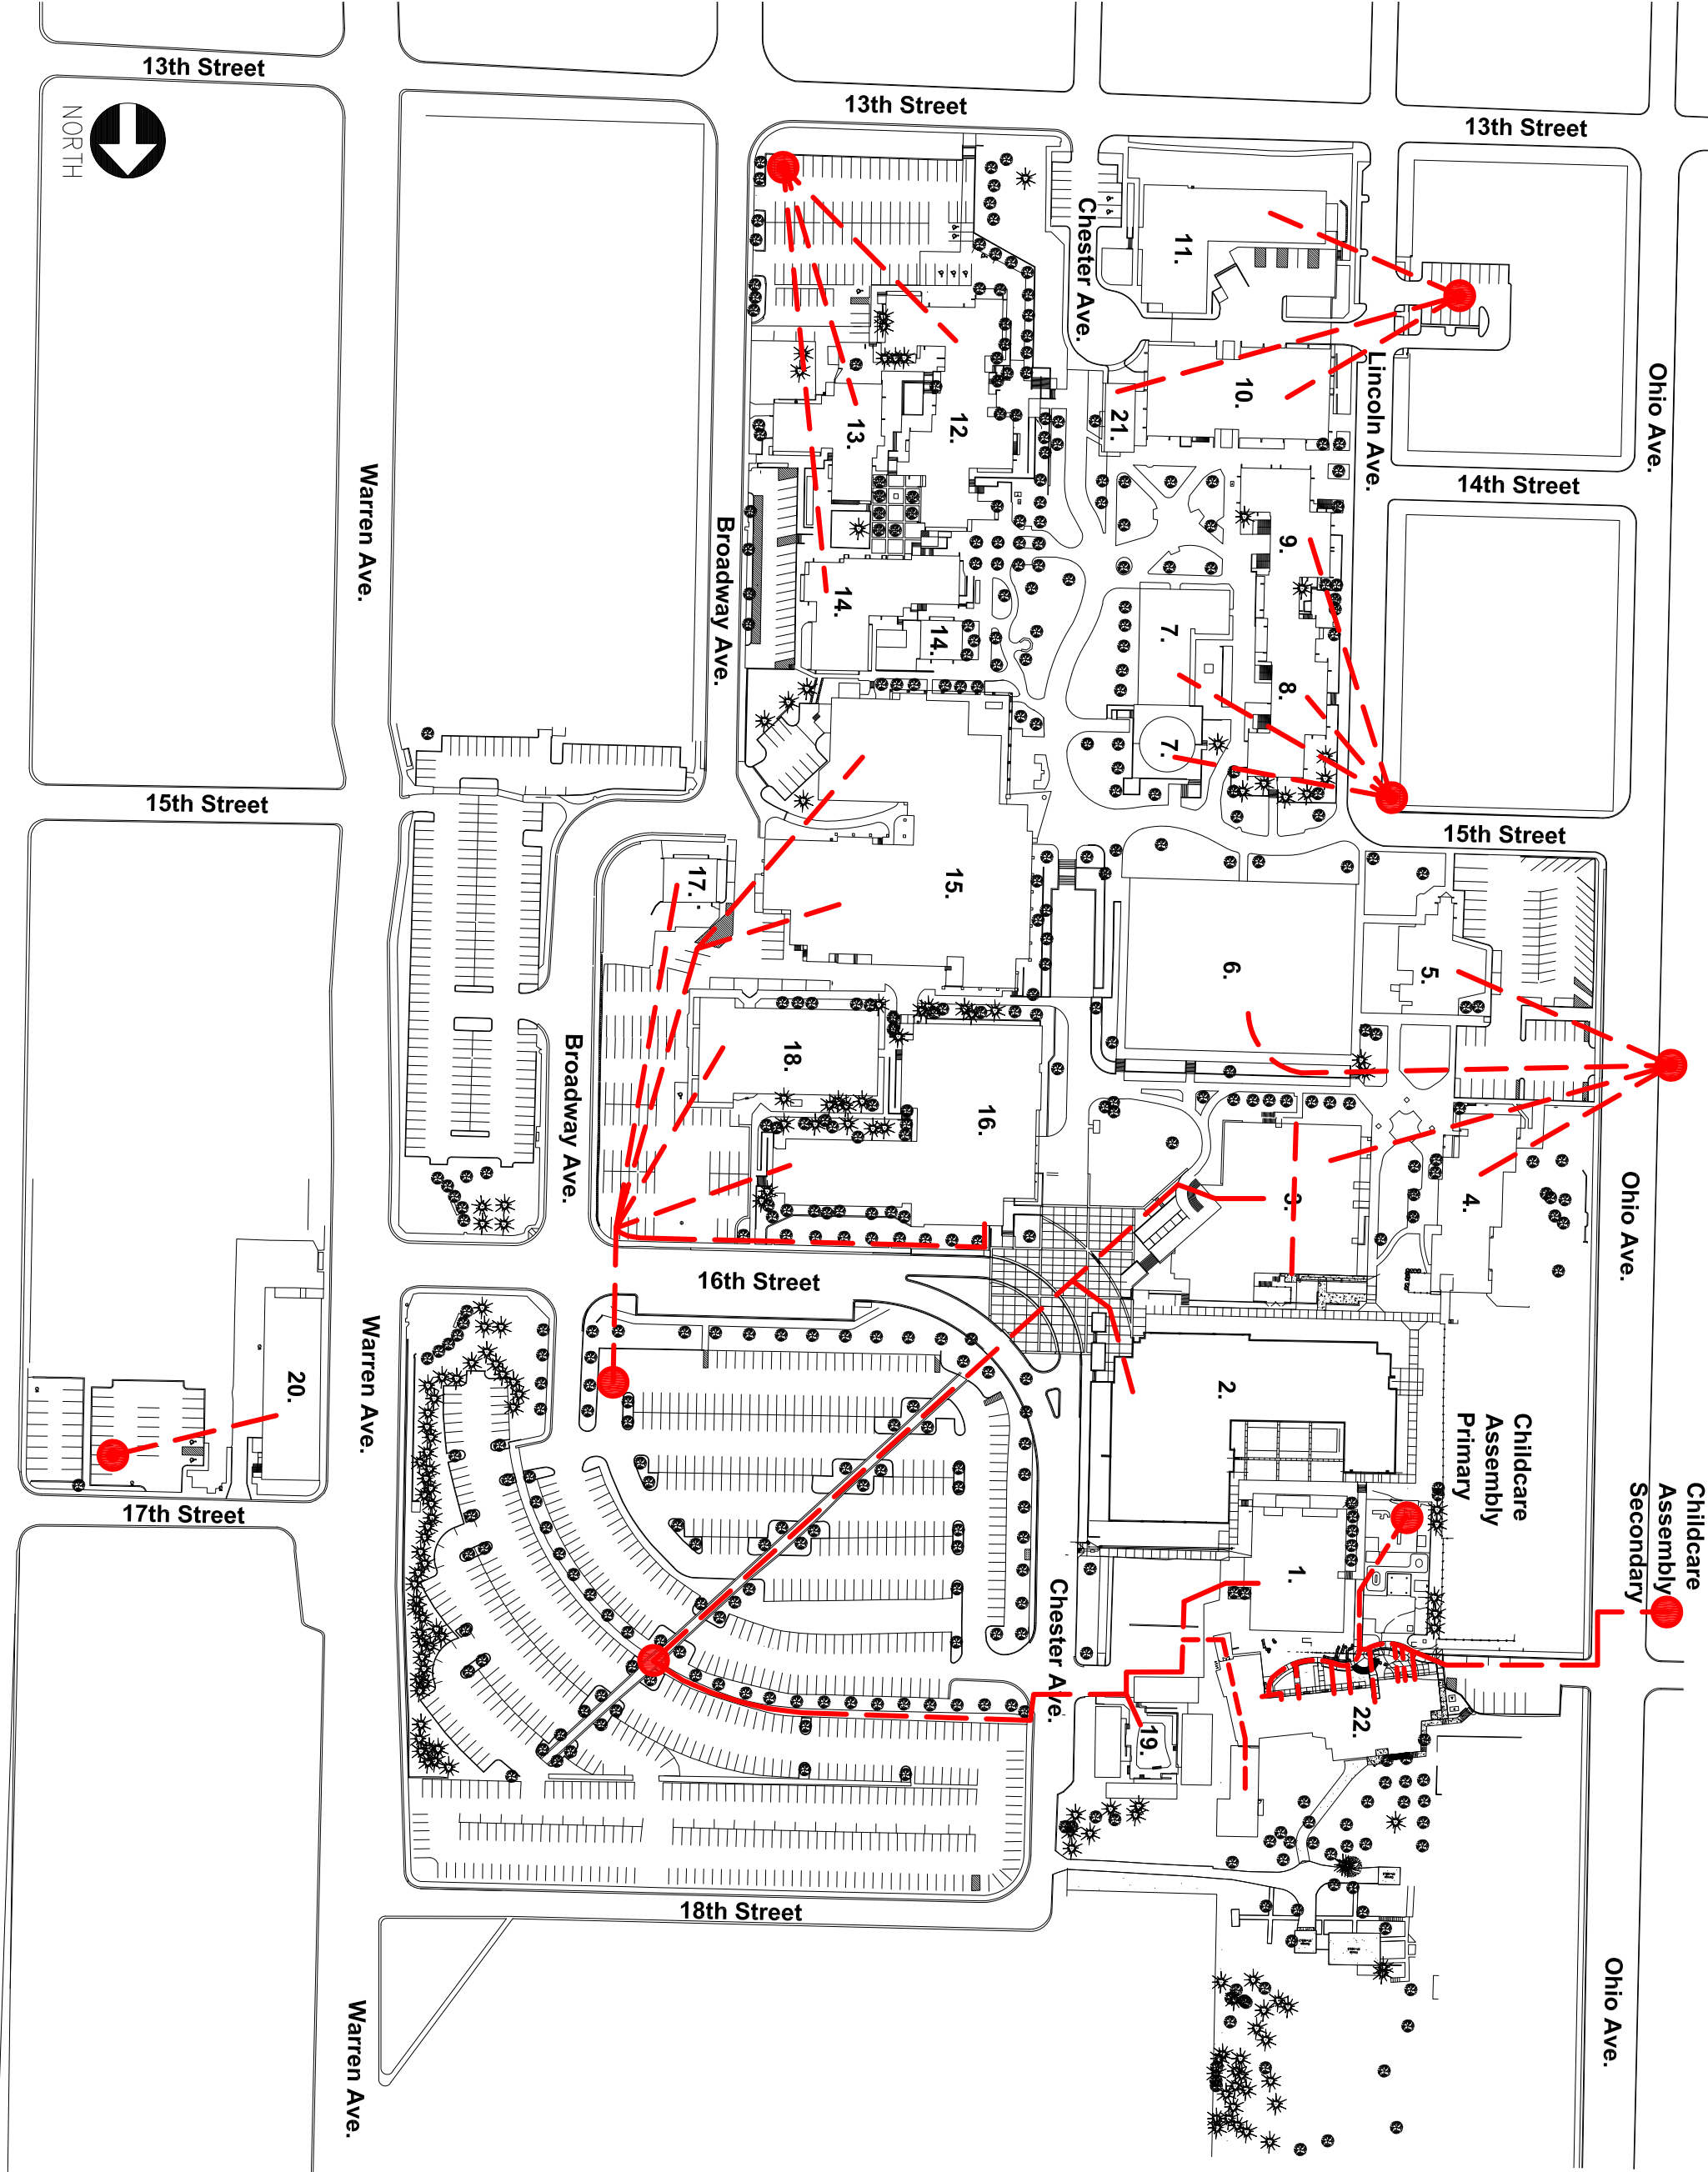 13th Street
13th Street
13th Street
NORTH
Chester Ave.
11.
Lincoln Ave.
Ohio Ave.
10.
21.
12.
13.
Warren Ave.
14th Street
Broadway Ave.
9.
14.
14.
7.
8.
7.
15th Street
15th Street
17.
15.
6.
5.
Broadway Ave.
18.
16.
3.
4.
Ohio Ave.
16th Street
Warren Ave.
20.
2.
Childcare
Assembly
Primary
Childcare
Assembly
Secondary
17th Street
1.
Chester Ave.
19.
22.
18th Street
Ohio Ave.
Warren Ave.